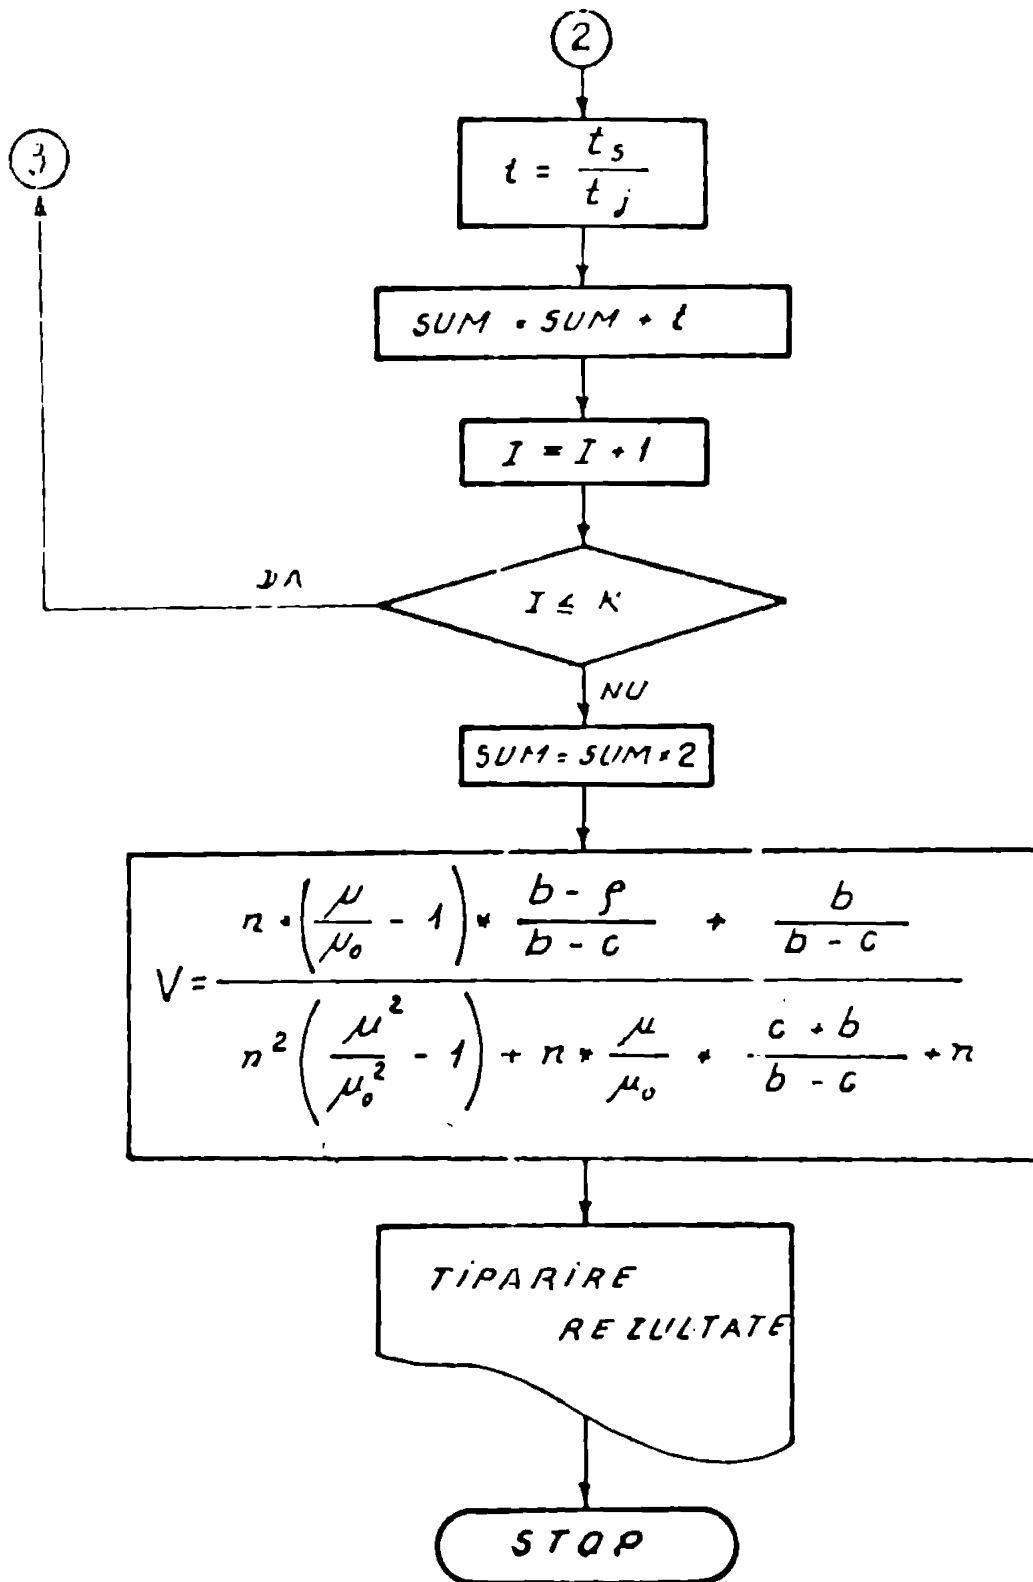 2
3
t = t_s / t_j
SUM = SUM + t
I = I + 1
I ≤ K
DA
NU
SUM = SUM * 2
V = (n * (μ/μ₀ - 1) * (b - ρ)/(b - c) + b/(b - c)) / (n² (μ²/μ₀² - 1) + n * μ/μ₀ * (c + b)/(b - c) + n)
TIPARIRE
REZULTATE
STOP